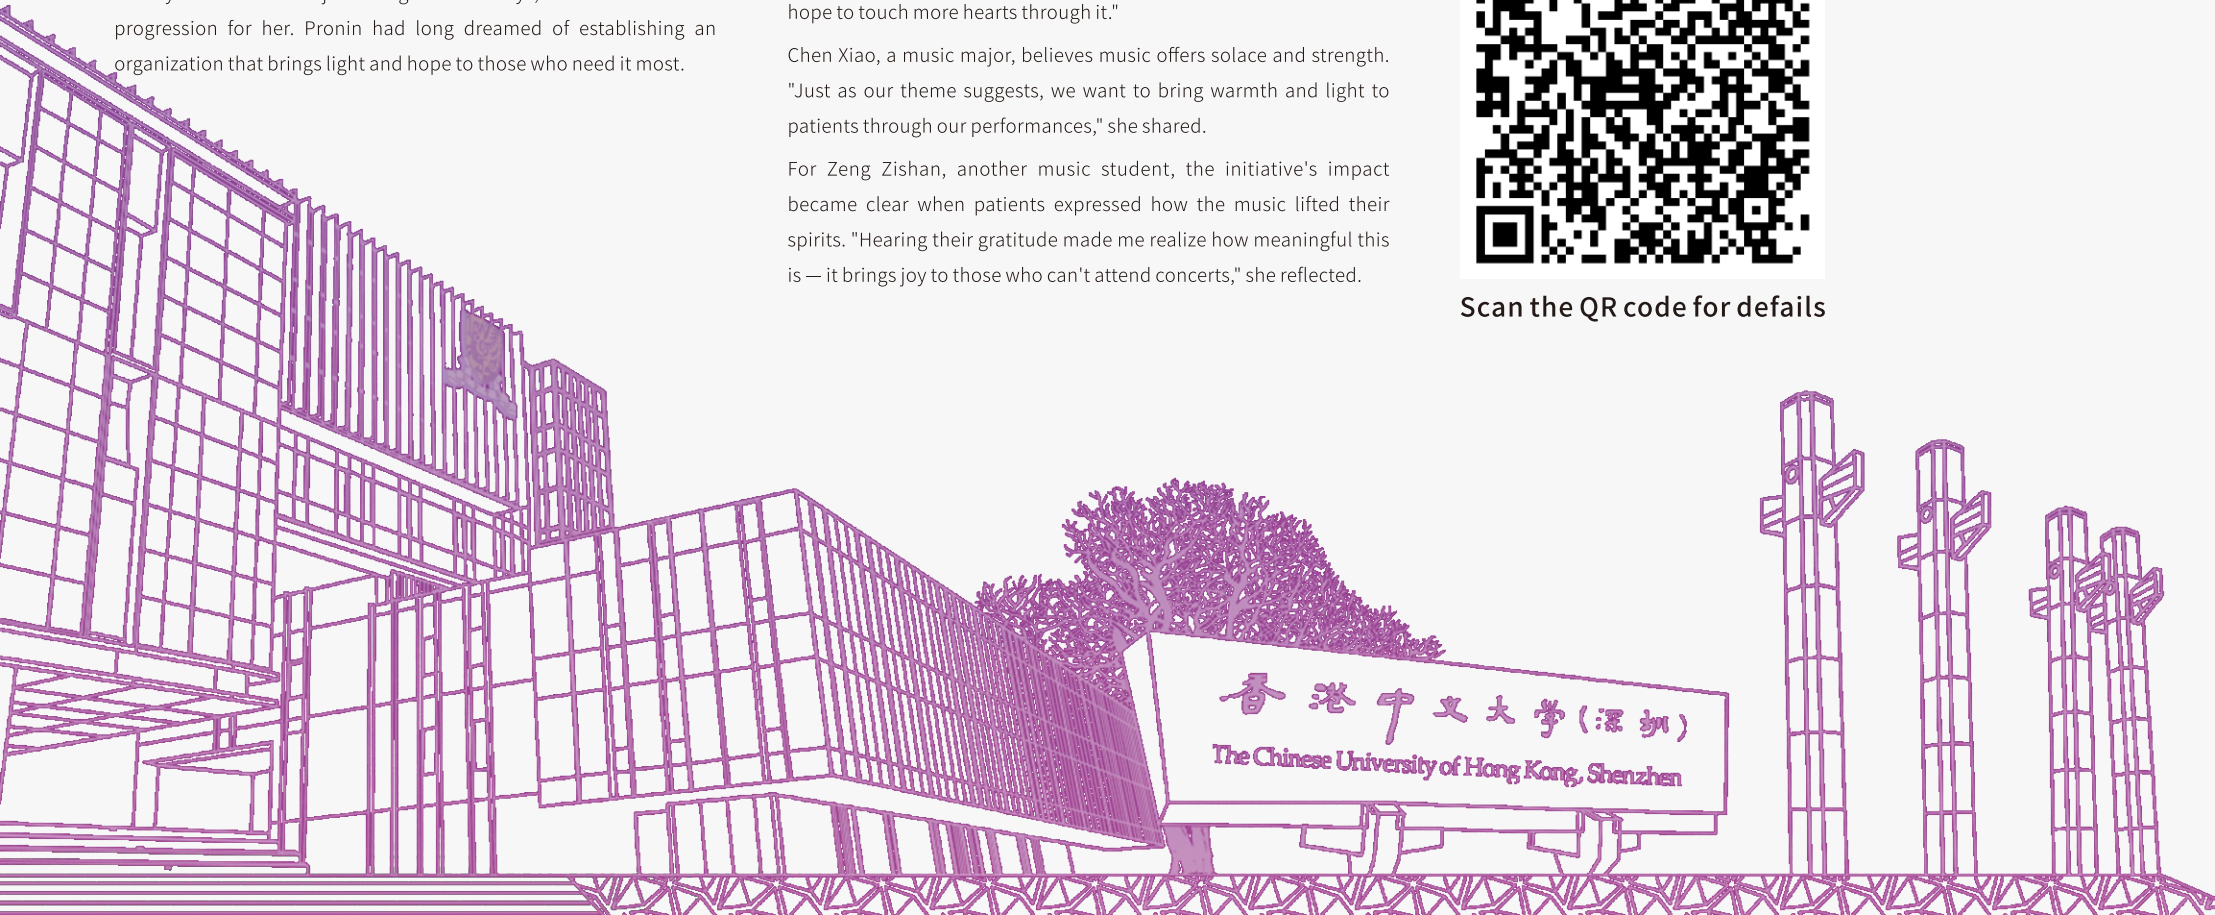 progression for her. Pronin had long dreamed of establishing an
organization that brings light and hope to those who need it most.
hope to touch more hearts through it."
Chen Xiao, a music major, believes music offers solace and strength.
"Just as our theme suggests, we want to bring warmth and light to
patients through our performances," she shared.
For Zeng Zishan, another music student, the initiative's impact
became clear when patients expressed how the music lifted their
spirits. "Hearing their gratitude made me realize how meaningful this
is — it brings joy to those who can't attend concerts," she reflected.
Scan the QR code for defails
香港中文大学(深圳)
The Chinese University of Hong Kong, Shenzhen